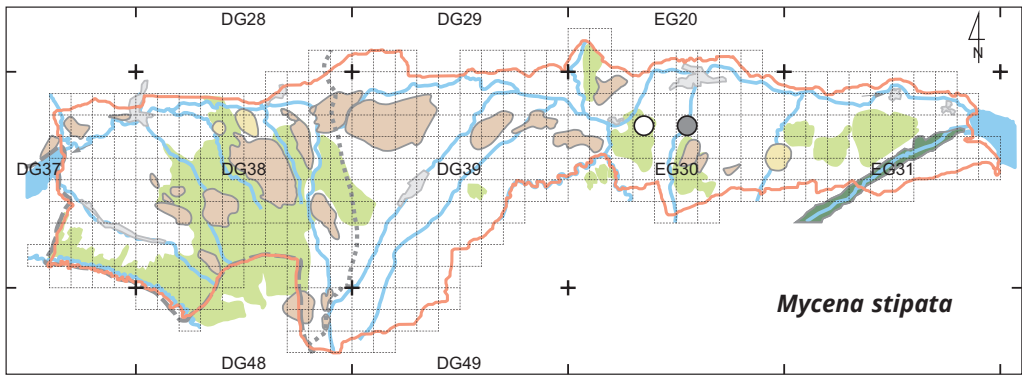 DG28 DG29 EG20
N
DG37 DG38 DG39 EG30 EG31
Mycena stipata
DG48 DG49